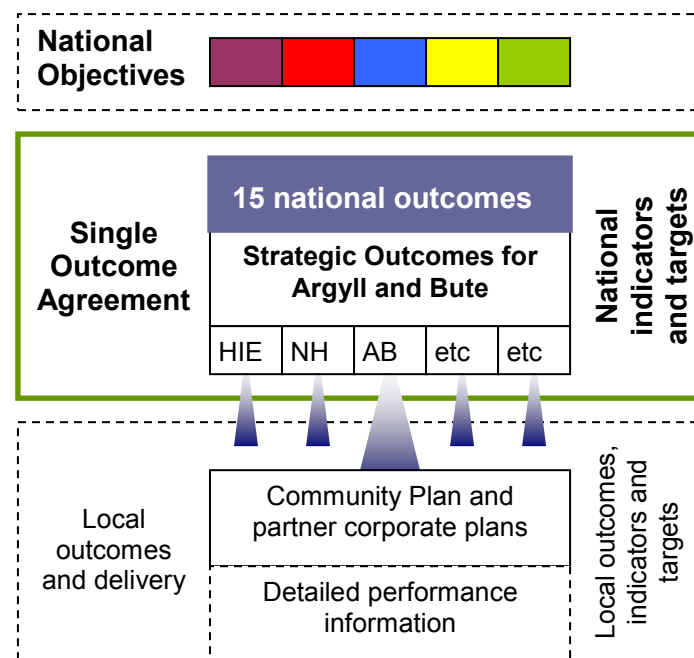 National
Objectives
15 national outcomes
Single
Outcome
Agreement
Strategic Outcomes for
Argyll and Bute
HIE NH AB etc etc
National
indicators
and targets
Local
outcomes
and delivery
Community Plan and
partner corporate plans
Detailed performance
information
Local outcomes,
indicators and
targets